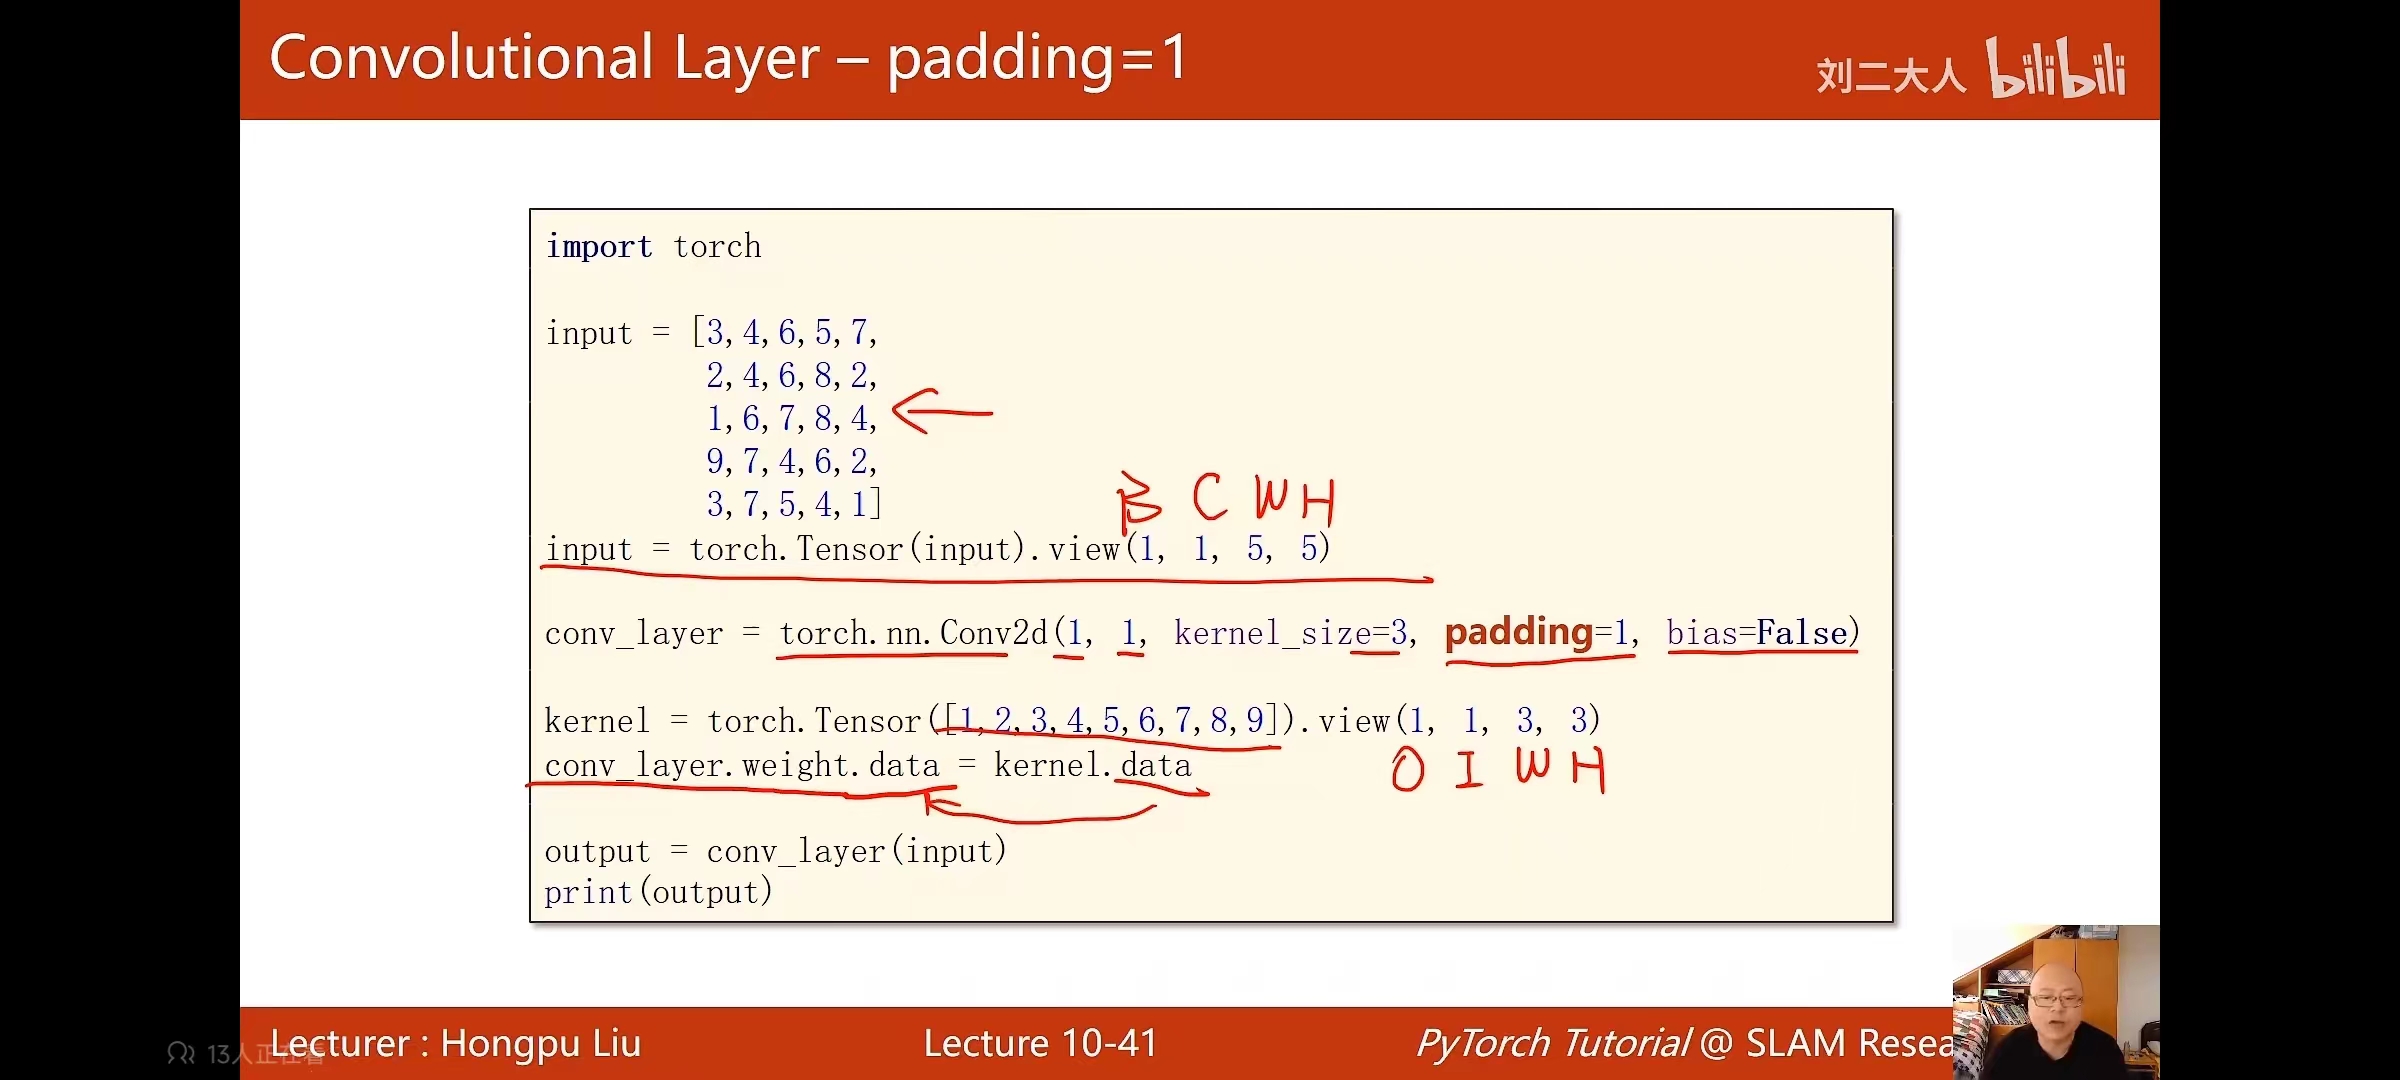 Convolutional Layer – padding=1
刘二大人 bilibili
import torch
input = [3,4,6,5,7,
2,4,6,8,2,
1,6,7,8,4,
9,7,4,6,2,
3,7,5,4,1]
B C W H
input = torch.Tensor(input).view(1, 1, 5, 5)
conv_layer = torch.nn.Conv2d(1, 1, kernel_size=3, padding=1, bias=False)
kernel = torch.Tensor([1,2,3,4,5,6,7,8,9]).view(1, 1, 3, 3)
conv_layer.weight.data = kernel.data
O I W H
output = conv_layer(input)
print(output)
Lecturer : Hongpu Liu
Lecture 10-41
PyTorch Tutorial @ SLAM Resea
13人正在看